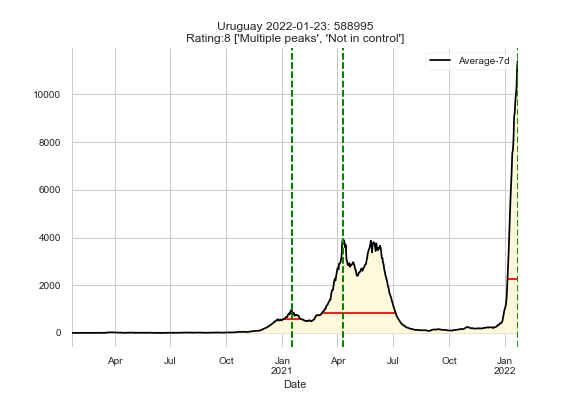 Uruguay 2022-01-23: 588995
Rating:8 ['Multiple peaks', 'Not in control']
Average-7d
10000
8000
6000
4000
2000
0
Apr
Jul
Oct
Jan
2021
Apr
Jul
Oct
Jan
2022
Date